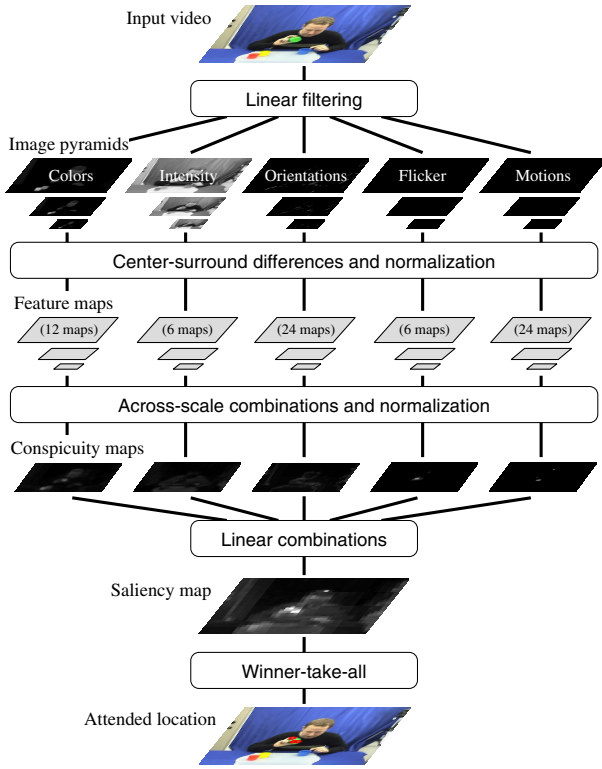 Input video
Linear filtering
Image pyramids
Colors Intensity Orientations Flicker Motions
Center-surround differences and normalization
Feature maps
(12 maps) (6 maps) (24 maps) (6 maps) (24 maps)
Across-scale combinations and normalization
Conspicuity maps
Linear combinations
Saliency map
Winner-take-all
Attended location